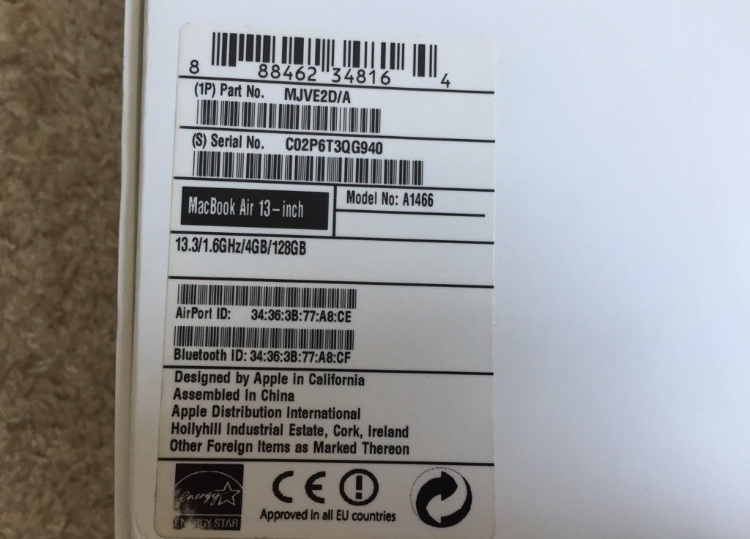 8 88462 34816 4
(1P) Part No. MJVE2D/A
(S) Serial No. C02P6T3QG940
MacBook Air 13-inch
Model No: A1466
13.3/1.6GHz/4GB/128GB
AirPort ID: 34:36:3B:77:A8:CE
Bluetooth ID: 34:36:3B:77:A8:CF
Designed by Apple in California
Assembled In China
Apple Distribution International
Hollyhill Industrial Estate, Cork, Ireland
Other Foreign Items as Marked Thereon
energy
ENERGY STAR
CE
Approved in all EU countries